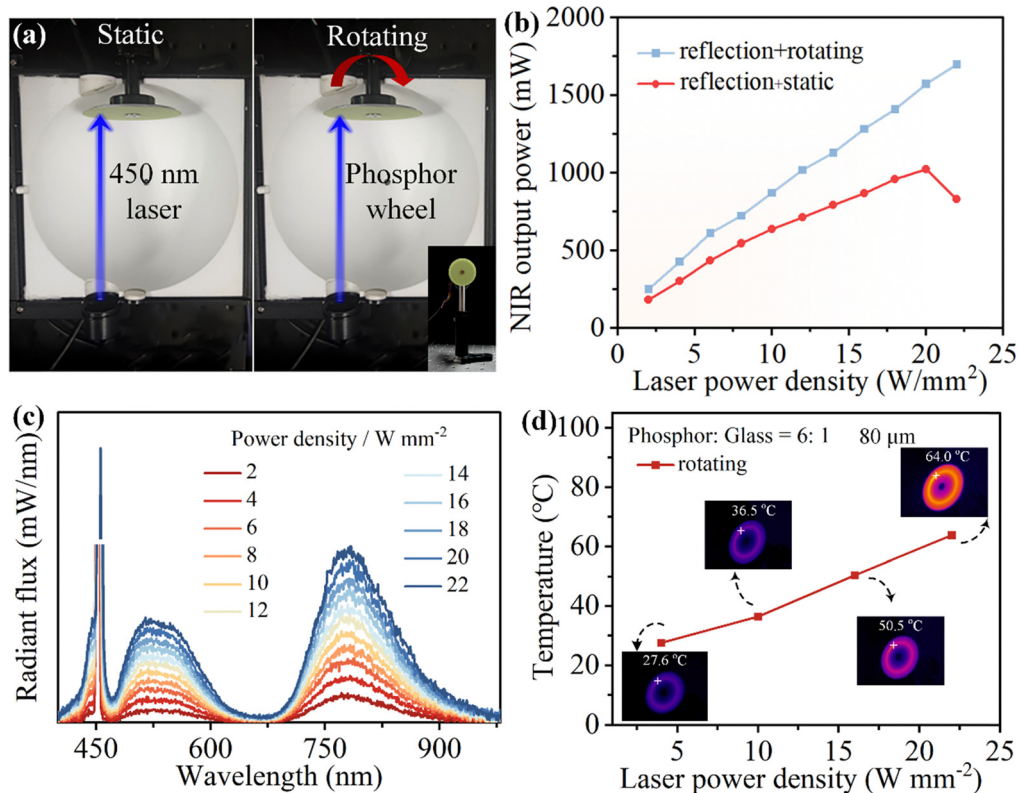 (a)
Static
Rotating
450 nm
laser
Phosphor
wheel
(b)
NIR output power (mW)
2000
1500
1000
500
0
reflection+rotating
reflection+static
0 5 10 15 20 25
Laser power density (W/mm²)
(c)
Radiant flux (mW/nm)
Power density / W mm⁻²
2
4
6
8
10
12
14
16
18
20
22
450 600 750 900
Wavelength (nm)
(d)
Temperature (℃)
100
80
60
40
20
0
Phosphor: Glass = 6: 1 80 μm
rotating
64.0 °C
36.5 °C
50.5 °C
27.6 °C
5 10 15 20 25
Laser power density (W mm⁻²)